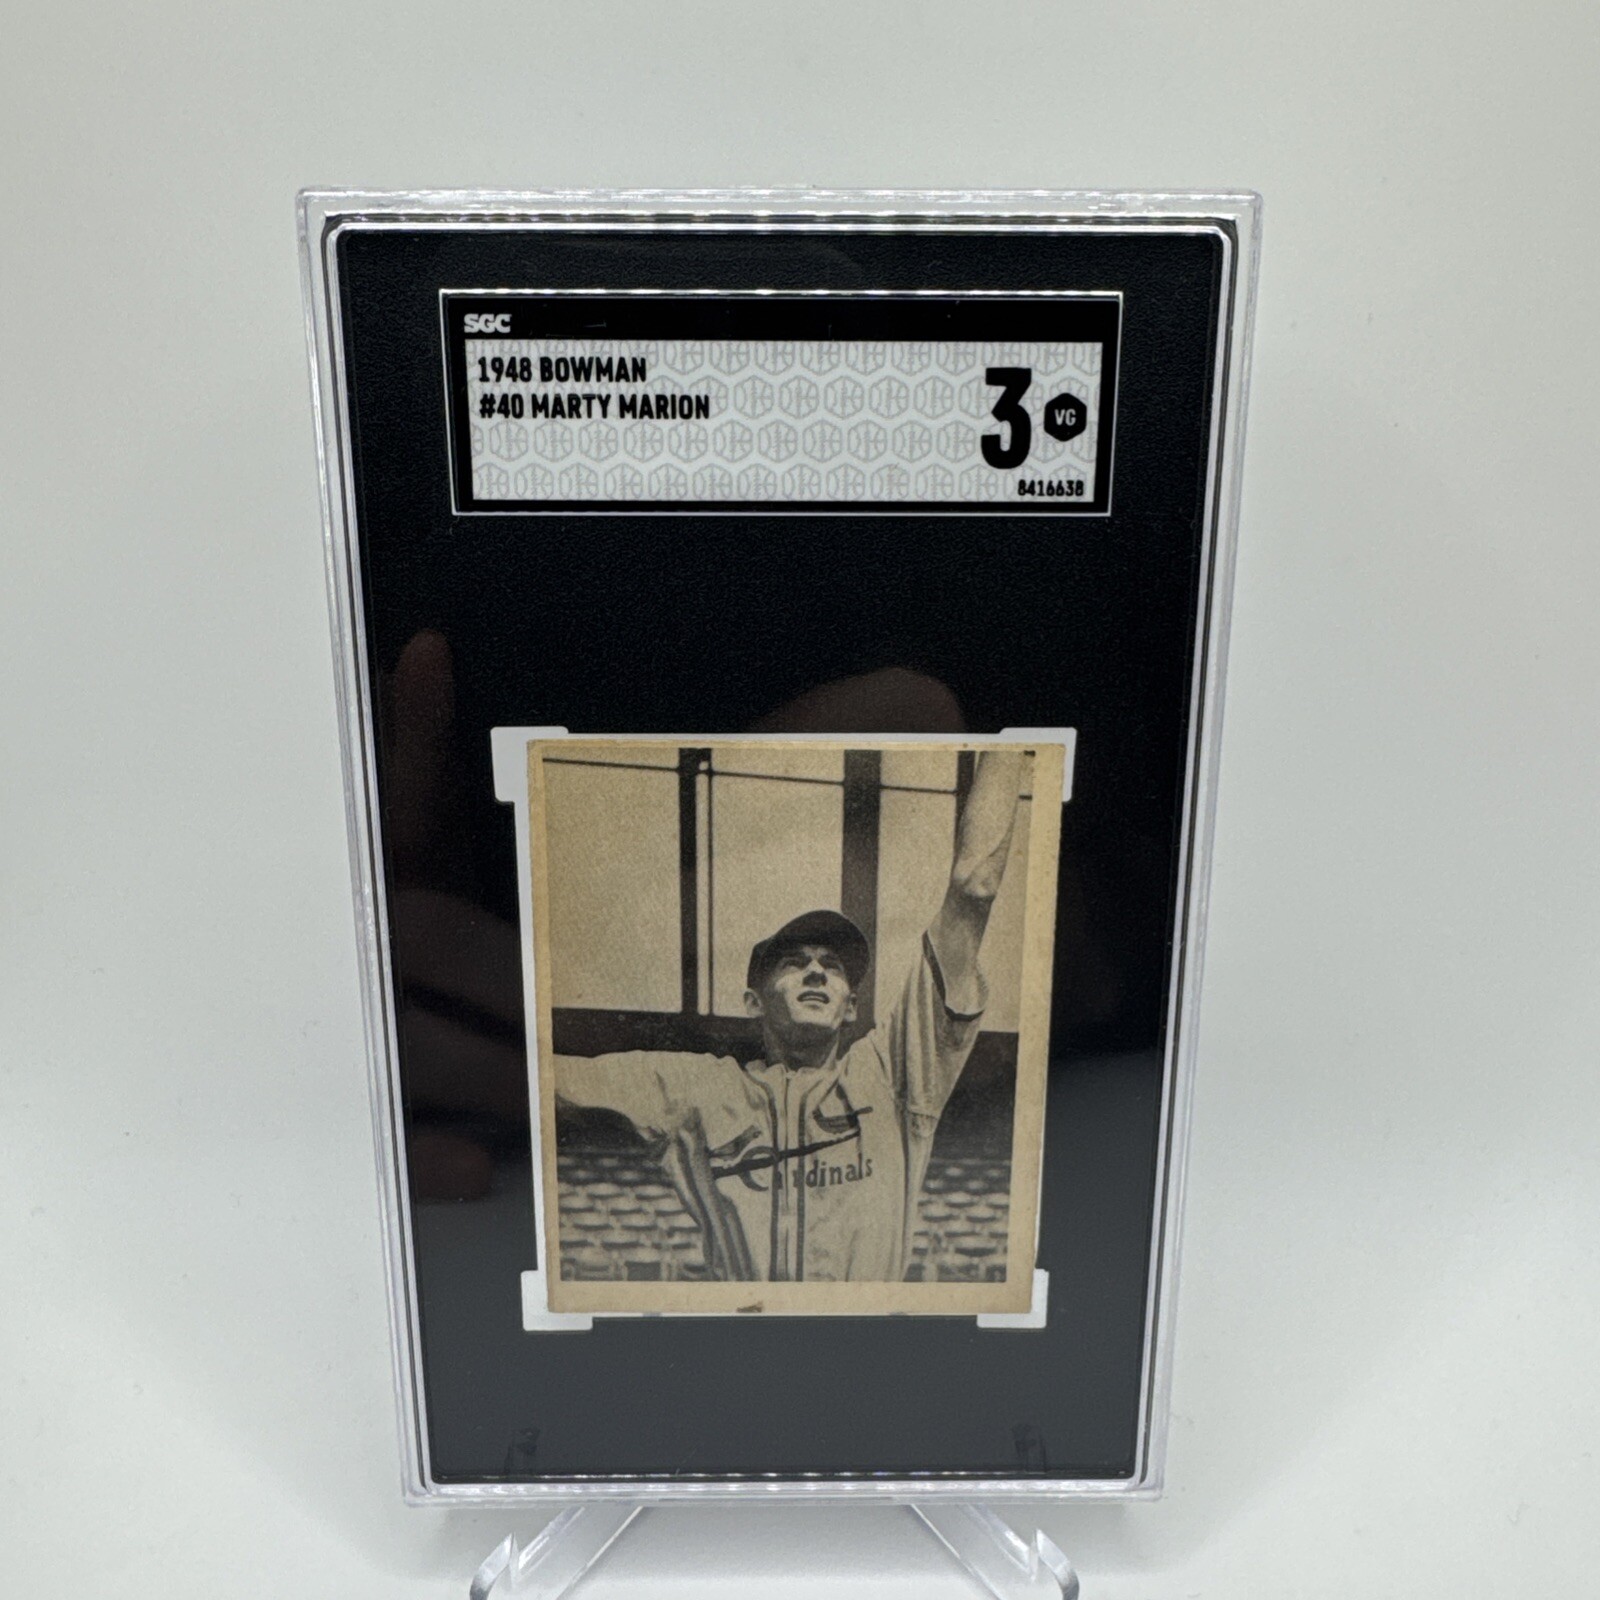 SGC
1948 BOWMAN
#40 MARTY MARION
3 VG
8416638
Cardinals